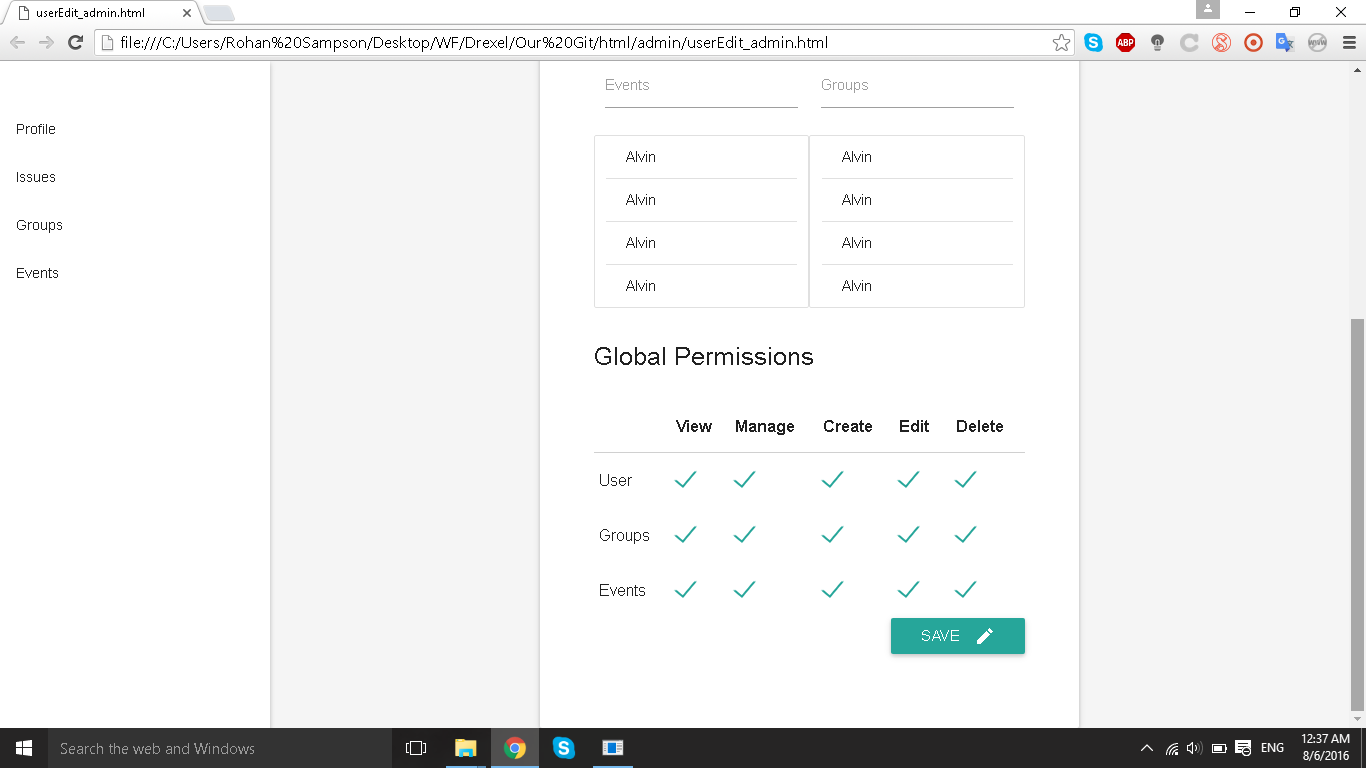 userEdit_admin.html
file:///C:/Users/Rohan%20Sampson/Desktop/WF/Drexel/Our%20Git/html/admin/userEdit_admin.html
ABP
Profile
Issues
Groups
Events
Events Groups
Alvin Alvin
Alvin Alvin
Alvin Alvin
Alvin Alvin
Global Permissions
View Manage Create Edit Delete
User
Groups
Events
SAVE
Search the web and Windows
ENG
12:37 AM
8/6/2016